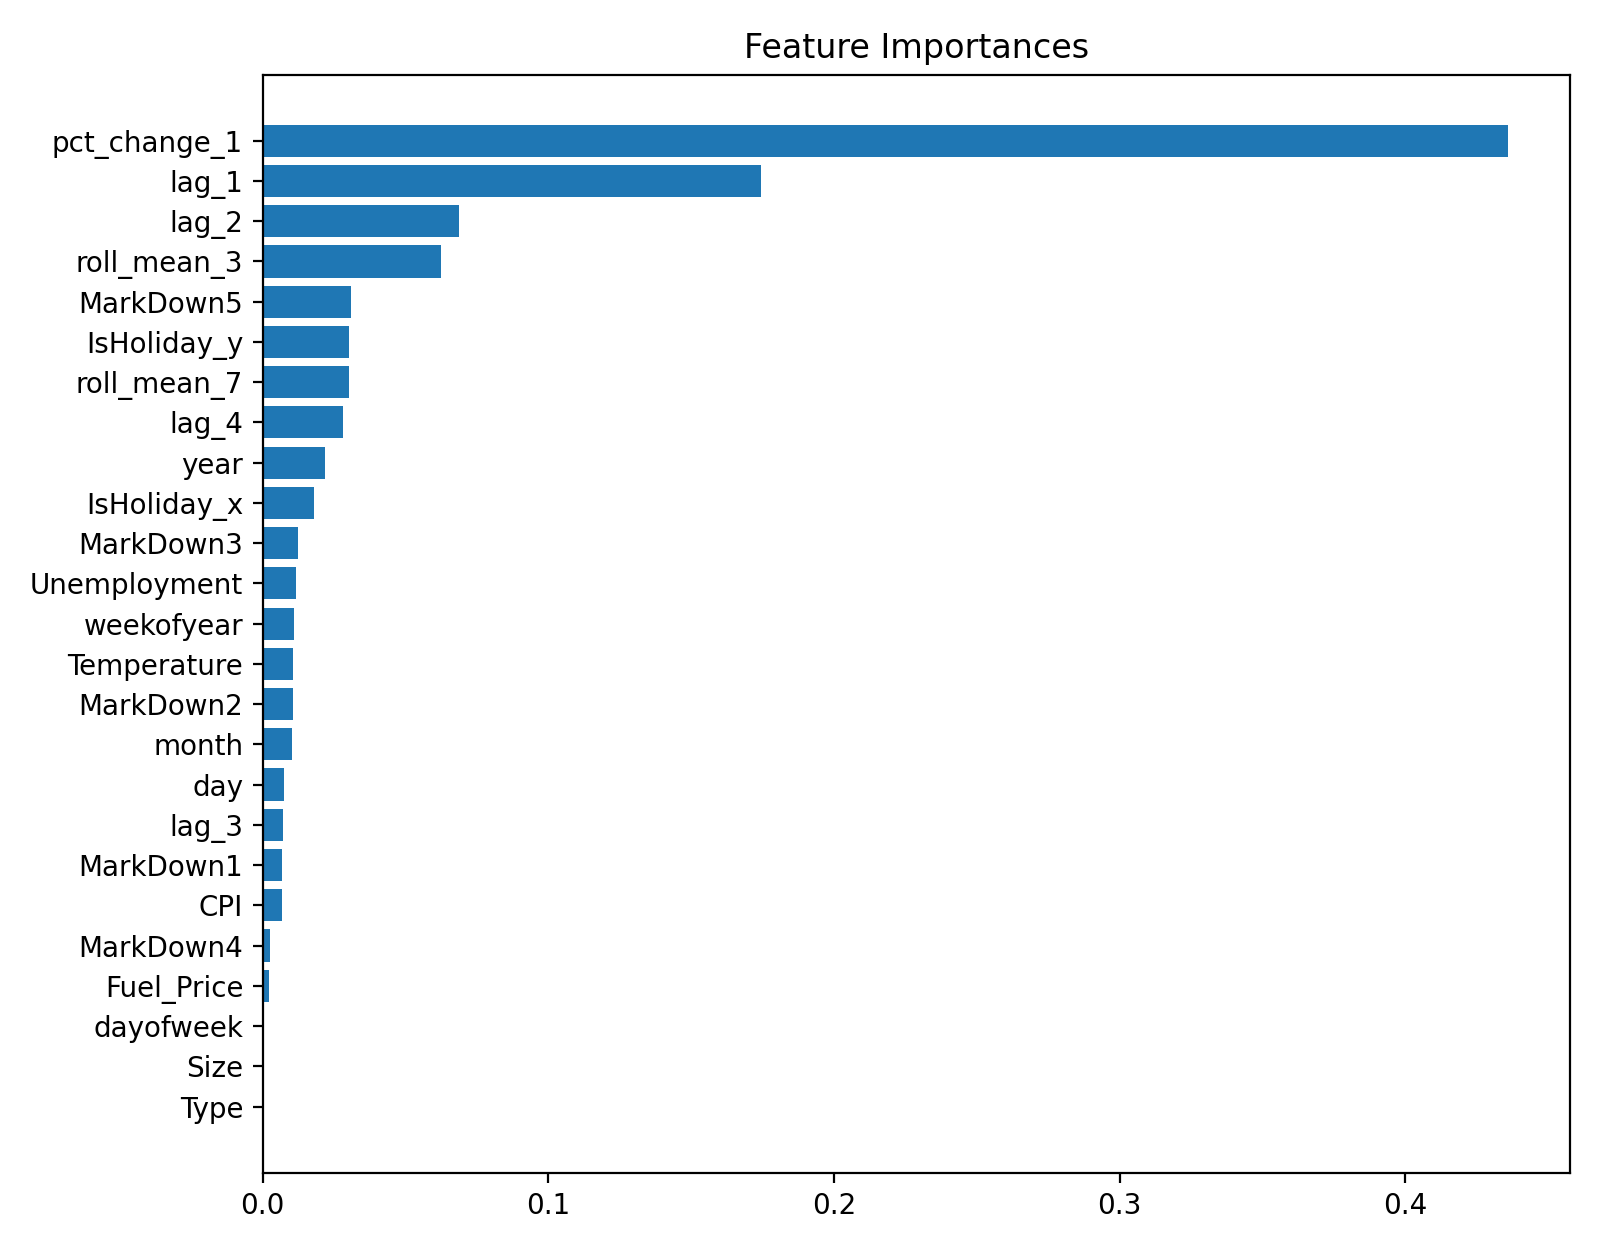 Feature Importances
pct_change_1
lag_1
lag_2
roll_mean_3
MarkDown5
IsHoliday_y
roll_mean_7
lag_4
year
IsHoliday_x
MarkDown3
Unemployment
weekofyear
Temperature
MarkDown2
month
day
lag_3
MarkDown1
CPI
MarkDown4
Fuel_Price
dayofweek
Size
Type
0.0 0.1 0.2 0.3 0.4